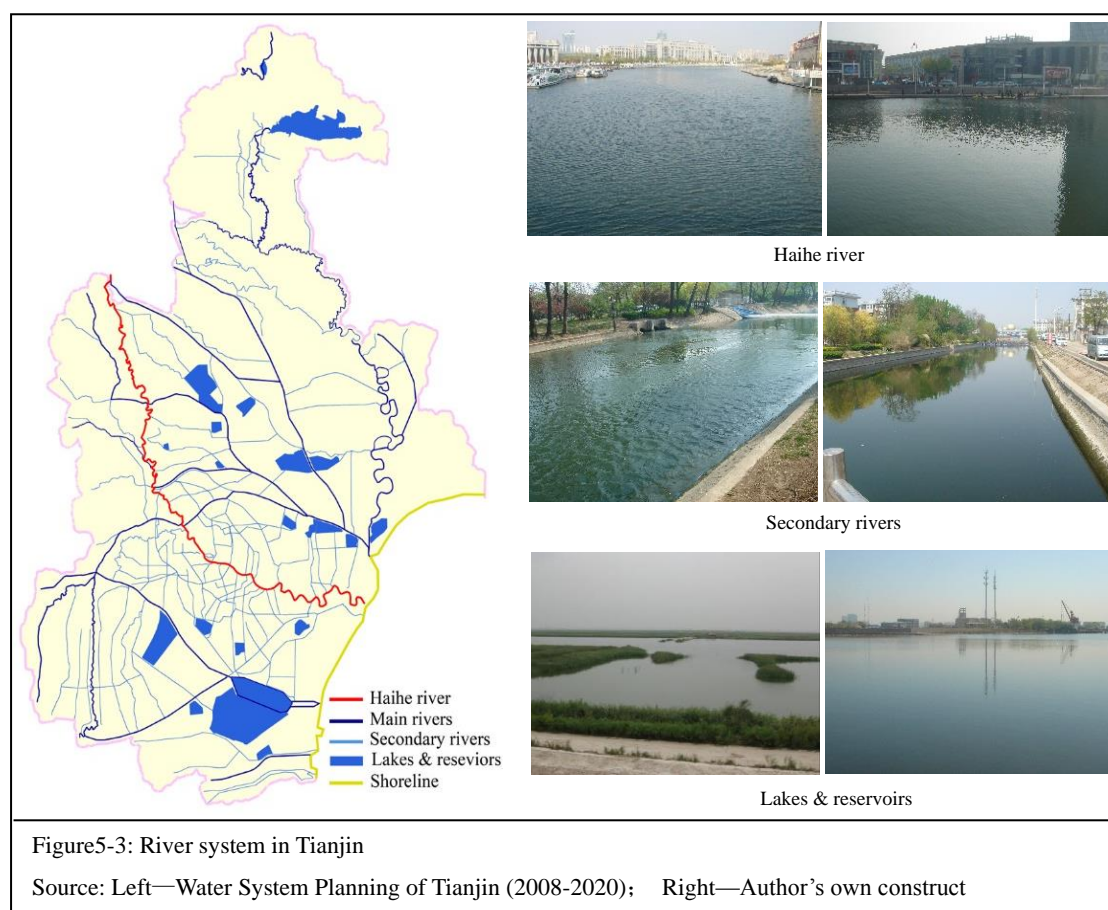 Haihe river
Main rivers
Secondary rivers
Lakes & reseviors
Shoreline
Haihe river
Secondary rivers
Lakes & reservoirs
Figure5-3: River system in Tianjin
Source: Left—Water System Planning of Tianjin (2008-2020)； Right—Author’s own construct